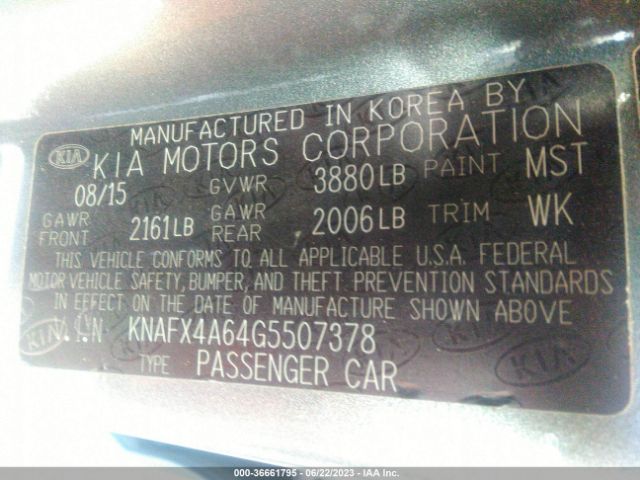 MANUFACTURED IN KOREA BY
KIA KIA MOTORS CORPORATION
08/15 GVWR 3880LB PAINT MST
GAWR FRONT 2161LB GAWR REAR 2006LB TRIM WK
THIS VEHICLE CONFORMS TO ALL APPLICABLE U.S.A. FEDERAL
MOTOR VEHICLE SAFETY, BUMPER, AND THEFT PREVENTION STANDARDS
IN EFFECT ON THE DATE OF MANUFACTURE SHOWN ABOVE
V.I.N KNAFX4A64G5507378
TYPE PASSENGER CAR
000-36661795 - 06/22/2023 - IAA Inc.